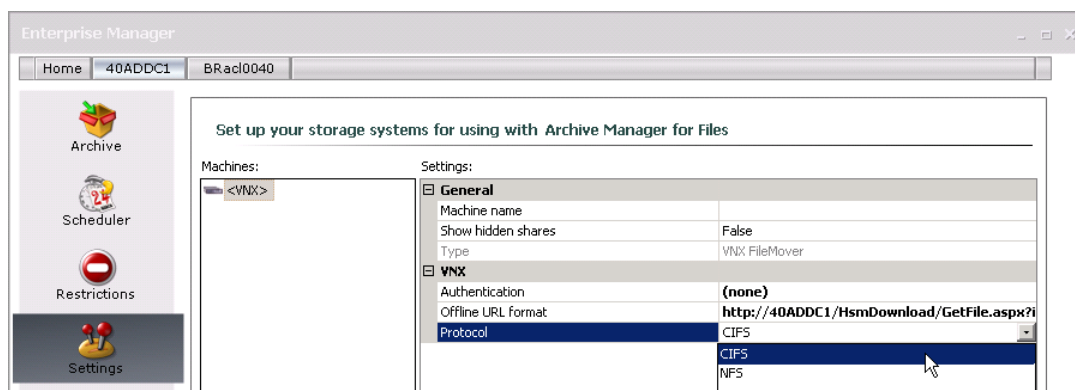 Enterprise Manager
Home 40ADDC1 BRacl0040
Archive
Scheduler
Restrictions
Settings
Set up your storage systems for using with Archive Manager for Files
Machines:
<VNX>
Settings:
General
Machine name
Show hidden shares False
Type VNX FileMover
VNX
Authentication (none)
Offline URL format http://40ADDC1/HsmDownload/GetFile.aspx?i
Protocol CIFS
CIFS
NFS